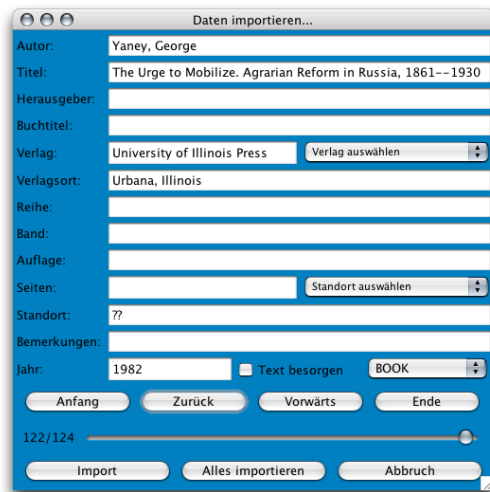 Daten importieren...
Autor: Yaney, George
Titel: The Urge to Mobilize. Agrarian Reform in Russia, 1861--1930
Herausgeber:
Buchtitel:
Verlag: University of Illinois Press Verlag auswählen
Verlagsort: Urbana, Illinois
Reihe:
Band:
Auflage:
Seiten: Standort auswählen
Standort: ??
Bemerkungen:
Jahr: 1982 Text besorgen BOOK
Anfang Zurück Vorwärts Ende
122/124
Import Alles importieren Abbruch